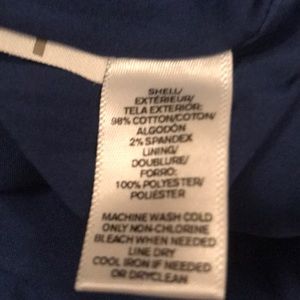 SHELL/
EXTÉRIEUR/
TELA EXTERIOR:
98% COTTON/COTON/
ALGODÓN
2% SPANDEX
LINING/
DOUBLURE/
FORRO:
100% POLYESTER/
POLIÉSTER
MACHINE WASH COLD
ONLY NON-CHLORINE
BLEACH WHEN NEEDED
LINE DRY
COOL IRON IF NEEDED
OR DRYCLEAN